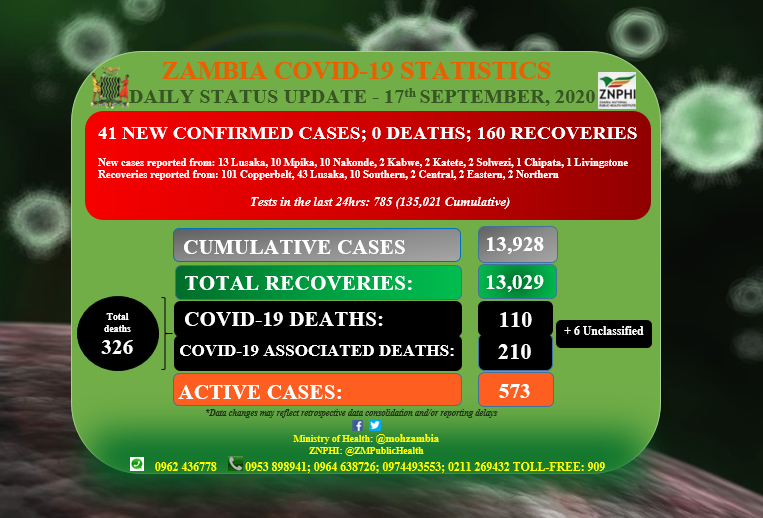 ZAMBIA COVID-19 STATISTICS
DAILY STATUS UPDATE - 17th SEPTEMBER, 2020
ZNPHI
41 NEW CONFIRMED CASES; 0 DEATHS; 160 RECOVERIES
New cases reported from: 13 Lusaka, 10 Mpika, 10 Nakonde, 2 Kabwe, 2 Katete, 2 Solwezi, 1 Chipata, 1 Livingstone
Recoveries reported from: 101 Copperbelt, 43 Lusaka, 10 Southern, 2 Central, 2 Eastern, 2 Northern
Tests in the last 24hrs: 785 (135,021 Cumulative)
CUMULATIVE CASES 13,928
TOTAL RECOVERIES: 13,029
Total
deaths
326
COVID-19 DEATHS: 110
COVID-19 ASSOCIATED DEATHS: 210
+ 6 Unclassified
ACTIVE CASES: 573
*Data changes may reflect retrospective data consolidation and/or reporting delays
Ministry of Health: @mohzambia
ZNPHI: @ZMPublicHealth
0962 436778 0953 898941; 0964 638726; 0974493553; 0211 269432 TOLL-FREE: 909